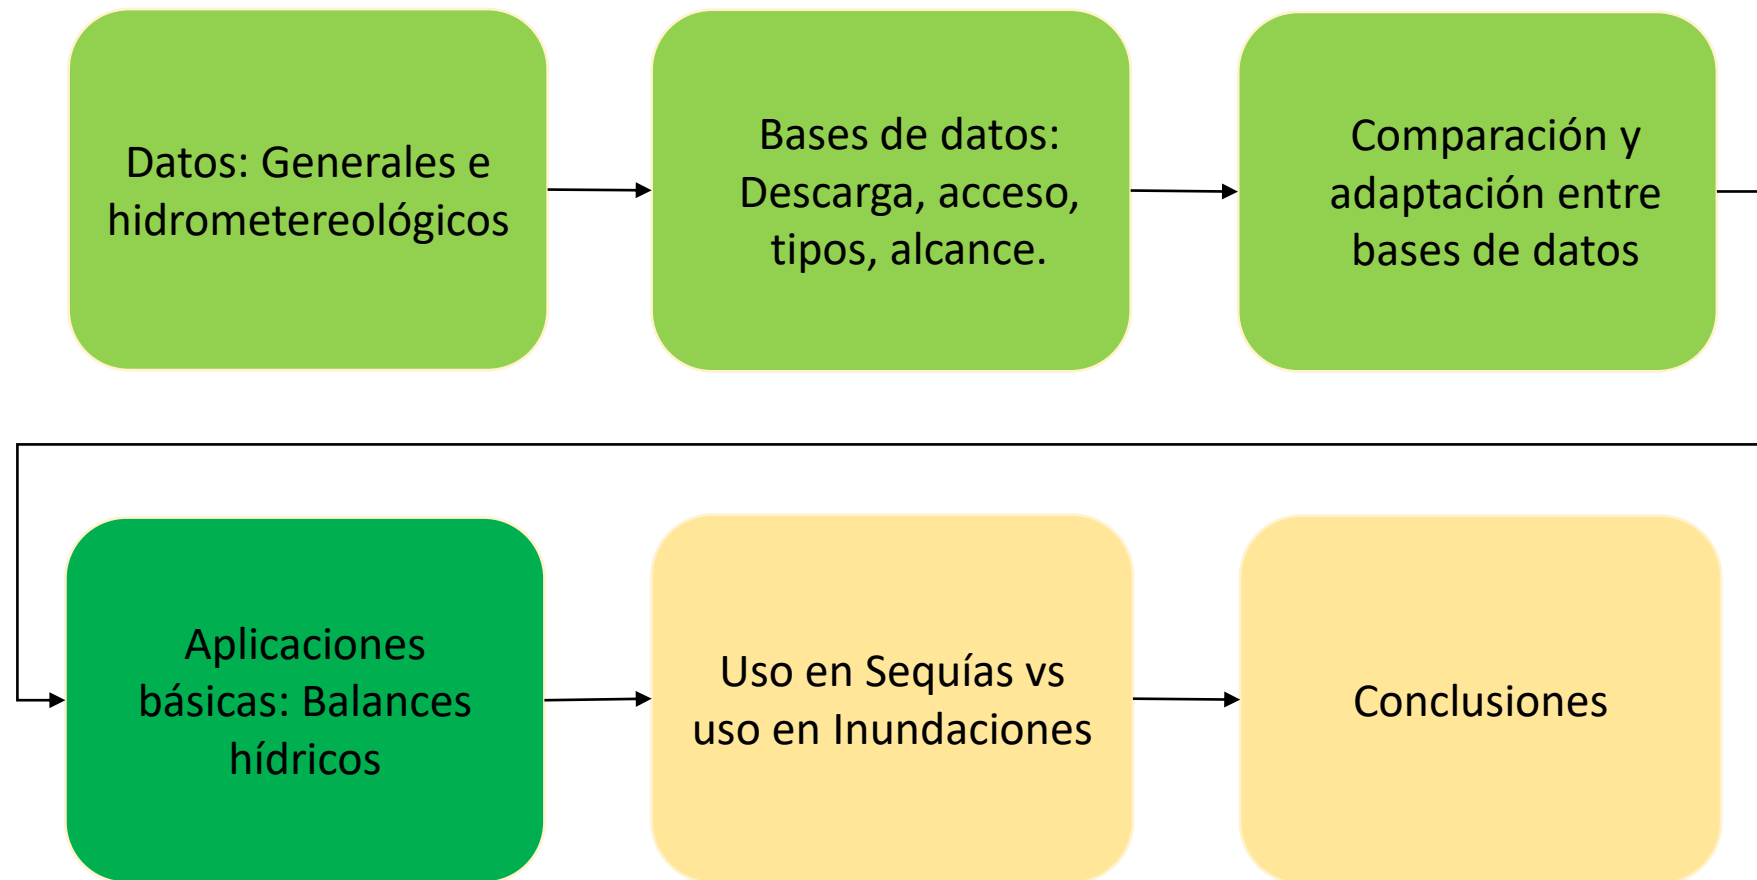 Datos: Generales e
hidrometereológicos
Bases de datos:
Descarga, acceso,
tipos, alcance.
Comparación y
adaptación entre
bases de datos
Aplicaciones
básicas: Balances
hídricos
Uso en Sequías vs
uso en Inundaciones
Conclusiones